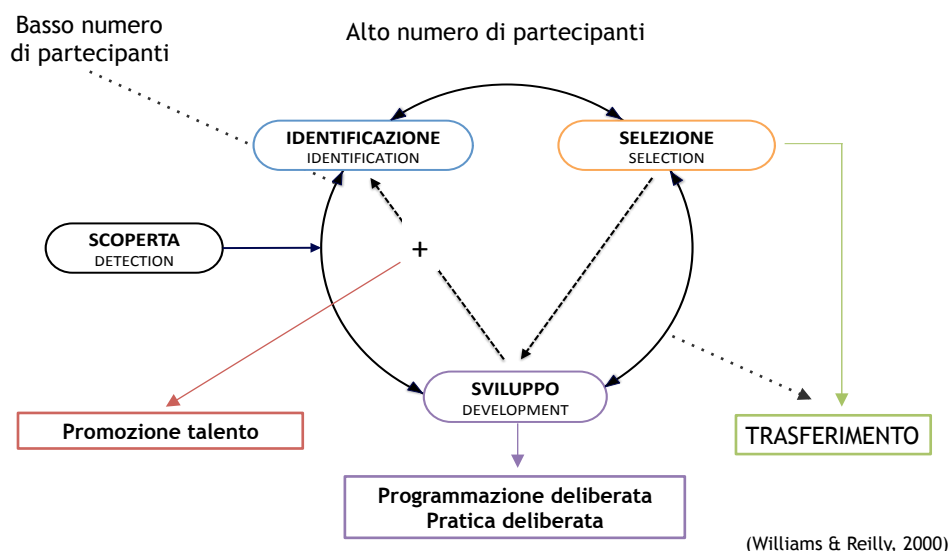 Basso numero
di partecipanti
Alto numero di partecipanti
IDENTIFICAZIONE
IDENTIFICATION
SELEZIONE
SELECTION
SCOPERTA
DETECTION
+
SVILUPPO
DEVELOPMENT
Promozione talento
TRASFERIMENTO
Programmazione deliberata
Pratica deliberata
(Williams & Reilly, 2000)